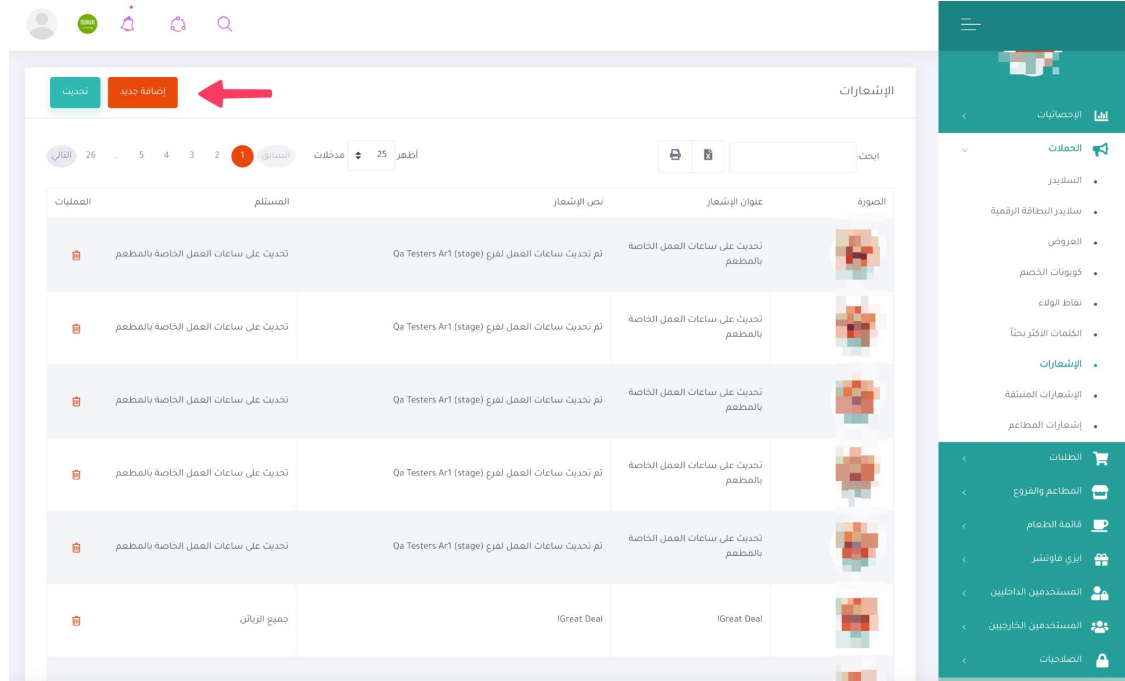 الإحصائيات
الحملات
السلايدر
سلايدر البطاقة الرقمية
العروض
كوبونات الخصم
نقاط الولاء
الكلمات الاكثر بحثاً
الإشعارات
الإشعارات المنبثقة
إشعارات المطاعم
الطلبات
المطاعم والفروع
قائمة الطعام
ايزي فاوتشر
المستخدمين الداخليين
المستخدمين الخارجيين
الصلاحيات
الإشعارات
إضافة جديد
تحديث
ابحث:
أظهر 25 مدخلات
السابق 1 2 3 4 5 ... 26 التالي
الصورة عنوان الإشعار نص الإشعار المستلم العمليات
تحديث على ساعات العمل الخاصة
بالمطعم
تم تحديث ساعات العمل لفرع Qa Testers Ar1 (stage)
تحديث على ساعات العمل الخاصة بالمطعم
تحديث على ساعات العمل الخاصة
بالمطعم
تم تحديث ساعات العمل لفرع Qa Testers Ar1 (stage)
تحديث على ساعات العمل الخاصة بالمطعم
تحديث على ساعات العمل الخاصة
بالمطعم
تم تحديث ساعات العمل لفرع Qa Testers Ar1 (stage)
تحديث على ساعات العمل الخاصة بالمطعم
تحديث على ساعات العمل الخاصة
بالمطعم
تم تحديث ساعات العمل لفرع Qa Testers Ar1 (stage)
تحديث على ساعات العمل الخاصة بالمطعم
تحديث على ساعات العمل الخاصة
بالمطعم
تم تحديث ساعات العمل لفرع Qa Testers Ar1 (stage)
تحديث على ساعات العمل الخاصة بالمطعم
!Great Deal
!Great Deal
جميع الزبائن